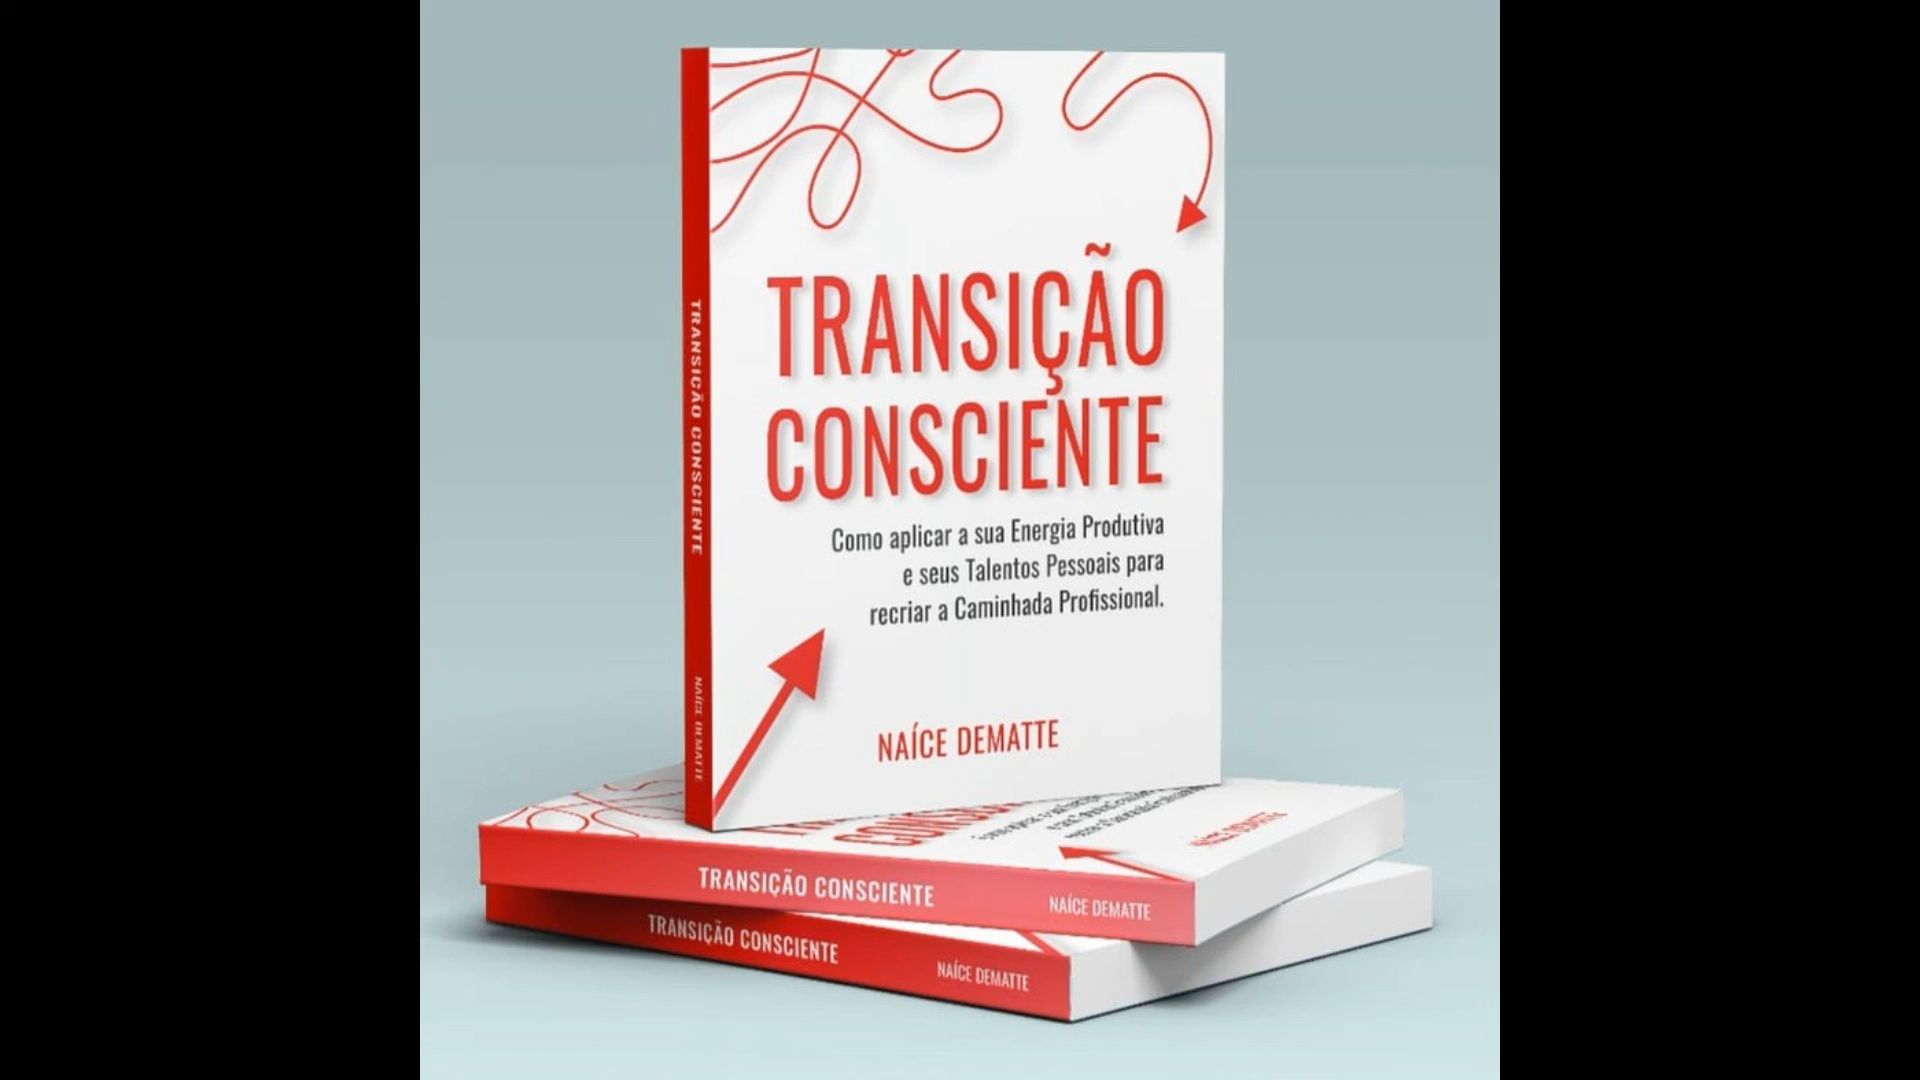 TRANSIÇÃO
CONSCIENTE
Como aplicar a sua Energia Produtiva
e seus Talentos Pessoais para
recriar a Caminhada Profissional.
NAÍCE DEMATTE
TRANSIÇÃO CONSCIENTE
NAÍCE DEMATTE
TRANSIÇÃO CONSCIENTE
NAÍCE DEMATTE
TRANSIÇÃO CONSCIENTE
NAÍCE DEMATTE